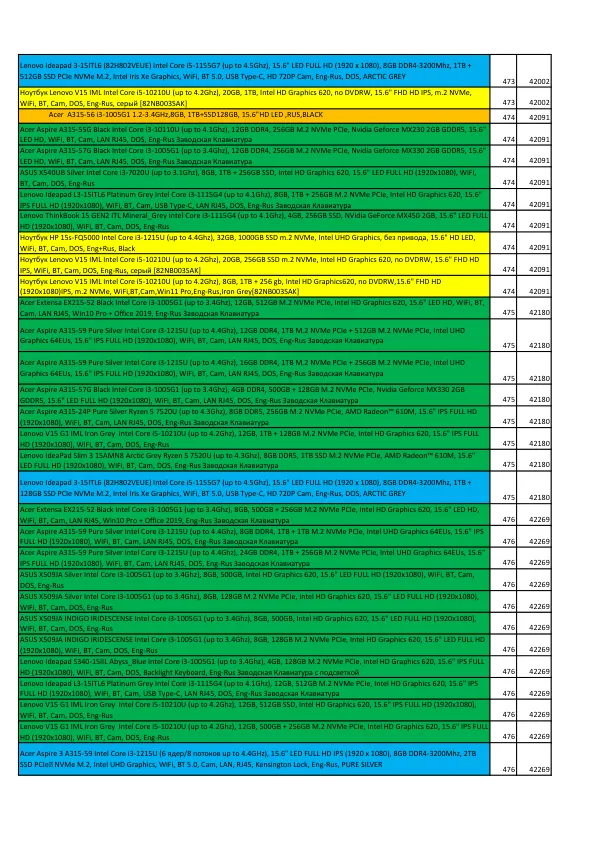 Lenovo Ideapad 3-15ITL6 (82H802VEUE) Intel Core i5-1155G7 (up to 4.5Ghz), 15.6" LED FULL HD (1920 x 1080), 8GB DDR4-3200Mhz, 1TB +
512GB SSD PCIe NVMe M.2, Intel Iris Xe Graphics, WiFi, BT 5.0, USB Type-C, HD 720P Cam, Eng-Rus, DOS, ARCTIC GREY 473 42002
Ноутбук Lenovo V15 IML Intel Core i5-10210U (up to 4.2Ghz), 20GB, 1TB, Intel HD Graphics 620, no DVDRW, 15.6" FHD HD IPS, m.2 NVMe,
WiFi, BT, Cam, DOS, Eng-Rus, серый [82NB003SAK] 473 42002
Acer A315-56 i3-1005G1 1.2-3.4GHz,8GB, 1TB+SSD128GB, 15.6"HD LED ,RUS,BLACK 474 42091
Acer Aspire A315-55G Black Intel Core i3-10110U (up to 4.1Ghz), 12GB DDR4, 256GB M.2 NVMe PCIe, Nvidia Geforce MX230 2GB GDDR5, 15.6"
LED HD, WiFi, BT, Cam, DOS, Eng-Rus Заводская Клавиатура 474 42091
Acer Aspire A315-57G Black Intel Core i3-1005G1 (up to 3.4Ghz), 12GB DDR4, 256GB M.2 NVMe PCIe, Nvidia Geforce MX330 2GB GDDR5, 15.6"
LED HD, WiFi, BT, Cam, DOS, Eng-Rus Заводская Клавиатура 474 42091
ASUS X540UB Silver Intel Core i3-7020U (up to 3.1Ghz), 8GB, 1TB + 256GB SSD, Intel HD Graphics 620, 15.6" LED FULL HD (1920x1080), WiFi,
BT, Cam, DOS, Eng-Rus 474 42091
Lenovo Ideapad L3-15ITL6 Platinum Grey Intel Core i3-1115G4 (up to 4.1Ghz), 8GB, 1TB + 256GB M.2 NVMe PCIe, Intel HD Graphics 620, 15.6"
IPS FULL HD (1920x1080), WiFi, BT, Cam, USB Type-C, LAN RJ45, DOS, Eng-Rus Заводская Клавиатура 474 42091
Lenovo ThinkBook 15 GEN2 ITL Mineral_Grey Intel Core i3-1115G4 (up to 4.1Ghz), 4GB, 256GB SSD, NVidia GeForce MX450 2GB, 15.6" LED FULL
HD (1920x1080), WiFi, BT, Cam, DOS, Eng-Rus 474 42091
Ноутбук HP 15s-FQ5000 Intel Core i3-1215U (up to 4.4Ghz), 32GB, 1000GB SSD m.2 NVMe, Intel UHD Graphics, без привода, 15.6" HD LED,
WiFi, BT, Cam, DOS, Eng+Rus, Black 474 42091
Ноутбук Lenovo V15 IML Intel Core i5-10210U (up to 4.2Ghz), 20GB, 256GB SSD m.2 NVMe, Intel HD Graphics620, no DVDRW, 15.6" FHD HD
IPS, WiFi, BT, Cam, DOS, Eng-Rus, серый [82NB003SAK] 474 42091
Ноутбук Lenovo V15 IML Intel Core i5-10210U (up to 4.2Ghz), 8GB, 1TB + 256 gb, Intel HD Graphics620, no DVDRW,15.6" FHD HD
(1920x1080)IPS, m.2 NVMe, WiFi,BT,Cam,Win11 Pro,Eng-Rus,Iron Grey[82NB003SAK] 474 42091
Acer Extensa EX215-52 Black Intel Core i3-1005G1 (up to 3.4Ghz), 12GB, 512GB M.2 NVMe PCIe, Intel HD Graphics 620, 15.6" LED HD, WiFi, BT,
Cam, LAN RJ45, Win10 Pro + Office 2019, Eng-Rus Заводская Клавиатура 475 42180
Acer Aspire A315-59 Pure Silver Intel Core i3-1215U (up to 4.4Ghz), 12GB DDR4, 1TB M.2 NVMe PCIe + 512GB M.2 NVMe PCIe, Intel UHD
Graphics 64EUs, 15.6" IPS FULL HD (1920x1080), WiFi, BT, Cam, LAN RJ45, DOS, Eng-Rus Заводская Клавиатура 475 42180
Acer Aspire A315-59 Pure Silver Intel Core i3-1215U (up to 4.4Ghz), 16GB DDR4, 1TB M.2 NVMe PCIe + 256GB M.2 NVMe PCIe, Intel UHD
Graphics 64EUs, 15.6" IPS FULL HD (1920x1080), WiFi, BT, Cam, LAN RJ45, DOS, Eng-Rus Заводская Клавиатура 475 42180
Acer Aspire A315-57G Black Intel Core i3-1005G1 (up to 3.4Ghz), 4GB DDR4, 500GB + 128GB M.2 NVMe PCIe, Nvidia Geforce MX330 2GB
GDDR5, 15.6" IPS FULL HD (1920x1080), WiFi, BT, Cam, DOS, Eng-Rus Заводская Клавиатура 475 42180
Acer Aspire A315-24P Pure Silver Ryzen 5 7520U (up to 4.3Ghz), 8GB DDR5, 256GB M.2 NVMe PCIe, AMD Radeon™ 610M, 15.6" IPS FULL HD
(1920x1080), WiFi, BT, Cam, LAN RJ45, DOS, Eng-Rus Заводская Клавиатура 475 42180
Lenovo V15 G1 IML Iron Grey Intel Core i5-10210U (up to 4.2Ghz), 12GB, 1TB + 128GB M.2 NVMe PCIe, Intel HD Graphics 620, 15.6" IPS FULL
HD (1920x1080), WiFi, BT, Cam, DOS, Eng-Rus 475 42180
Lenovo IdeaPad Slim 3 15AMN8 Arctic Grey Ryzen 5 7520U (up to 4.3Ghz), 8GB DDR5, 1TB SSD M.2 NVMe PCIe, AMD Radeon™ 610M, 15.6"
LED FULL HD (1920x1080), WiFi, BT, Cam, DOS, Eng-Rus Заводская Клавиатура 475 42180
Lenovo Ideapad 3-15ITL6 (82H802VEUE) Intel Core i5-1155G7 (up to 4.5Ghz), 15.6" LED FULL HD (1920 x 1080), 8GB DDR4-3200Mhz, 1TB +
128GB SSD PCIe NVMe M.2, Intel Iris Xe Graphics, WiFi, BT 5.0, USB Type-C, HD 720P Cam, Eng-Rus, DOS, ARCTIC GREY 475 42180
Acer Extensa EX215-52 Black Intel Core i3-1005G1 (up to 3.4Ghz), 8GB, 500GB + 256GB M.2 NVMe PCIe, Intel HD Graphics 620, 15.6" LED HD,
WiFi, BT, Cam, LAN RJ45, Win10 Pro + Office 2019, Eng-Rus Заводская Клавиатура 476 42269
Acer Aspire A315-59 Pure Silver Intel Core i3-1215U (up to 4.4Ghz), 8GB DDR4, 1TB + 1TB M.2 NVMe PCIe, Intel UHD Graphics 64EUs, 15.6" IPS
FULL HD (1920x1080), WiFi, BT, Cam, LAN RJ45, DOS, Eng-Rus Заводская Клавиатура 476 42269
Acer Aspire A315-59 Pure Silver Intel Core i3-1215U (up to 4.4Ghz), 24GB DDR4, 1TB + 256GB M.2 NVMe PCIe, Intel UHD Graphics 64EUs, 15.6"
IPS FULL HD (1920x1080), WiFi, BT, Cam, LAN RJ45, DOS, Eng-Rus Заводская Клавиатура 476 42269
ASUS X509JA Silver Intel Core i3-1005G1 (up to 3.4Ghz), 8GB, 500GB, Intel HD Graphics 620, 15.6" LED FULL HD (1920x1080), WiFi, BT, Cam,
DOS, Eng-Rus 476 42269
ASUS X509JA Silver Intel Core i3-1005G1 (up to 3.4Ghz), 8GB, 128GB M.2 NVMe PCIe, Intel HD Graphics 620, 15.6" LED FULL HD (1920x1080),
WiFi, BT, Cam, DOS, Eng-Rus 476 42269
ASUS X509JA INDIGO IRIDESCENSE Intel Core i3-1005G1 (up to 3.4Ghz), 8GB, 500GB, Intel HD Graphics 620, 15.6" LED FULL HD (1920x1080),
WiFi, BT, Cam, DOS, Eng-Rus 476 42269
ASUS X509JA INDIGO IRIDESCENSE Intel Core i3-1005G1 (up to 3.4Ghz), 8GB, 128GB M.2 NVMe PCIe, Intel HD Graphics 620, 15.6" LED FULL HD
(1920x1080), WiFi, BT, Cam, DOS, Eng-Rus 476 42269
Lenovo Ideapad S340-15IIL Abyss_Blue Intel Core i3-1005G1 (up to 3.4Ghz), 4GB, 128GB M.2 NVMe PCIe, Intel HD Graphics 620, 15.6" IPS FULL
HD (1920x1080), WiFi, BT, Cam, DOS, Backlight Keyboard, Eng-Rus Заводская Клавиатура с подсветкой 476 42269
Lenovo Ideapad L3-15ITL6 Platinum Grey Intel Core i3-1115G4 (up to 4.1Ghz), 12GB, 512GB M.2 NVMe PCIe, Intel HD Graphics 620, 15.6" IPS
FULL HD (1920x1080), WiFi, BT, Cam, USB Type-C, LAN RJ45, DOS, Eng-Rus Заводская Клавиатура 476 42269
Lenovo V15 G1 IML Iron Grey Intel Core i5-10210U (up to 4.2Ghz), 12GB, 512GB SSD, Intel HD Graphics 620, 15.6" IPS FULL HD (1920x1080),
WiFi, BT, Cam, DOS, Eng-Rus 476 42269
Lenovo V15 G1 IML Iron Grey Intel Core i5-10210U (up to 4.2Ghz), 12GB, 500GB + 256GB M.2 NVMe PCIe, Intel HD Graphics 620, 15.6" IPS FULL
HD (1920x1080), WiFi, BT, Cam, DOS, Eng-Rus 476 42269
Acer Aspire 3 A315-59 Intel Core i3-1215U (6 ядер/8 потоков up to 4.4Ghz), 15.6" LED FULL HD IPS (1920 x 1080), 8GB DDR4-3200Mhz, 2TB
NVMe M.2, Intel UHD Graphics, WiFi, BT 5.0, Cam, LAN, RJ45, Kensington Lock, Eng-Rus, PURE SILVER 476 42269